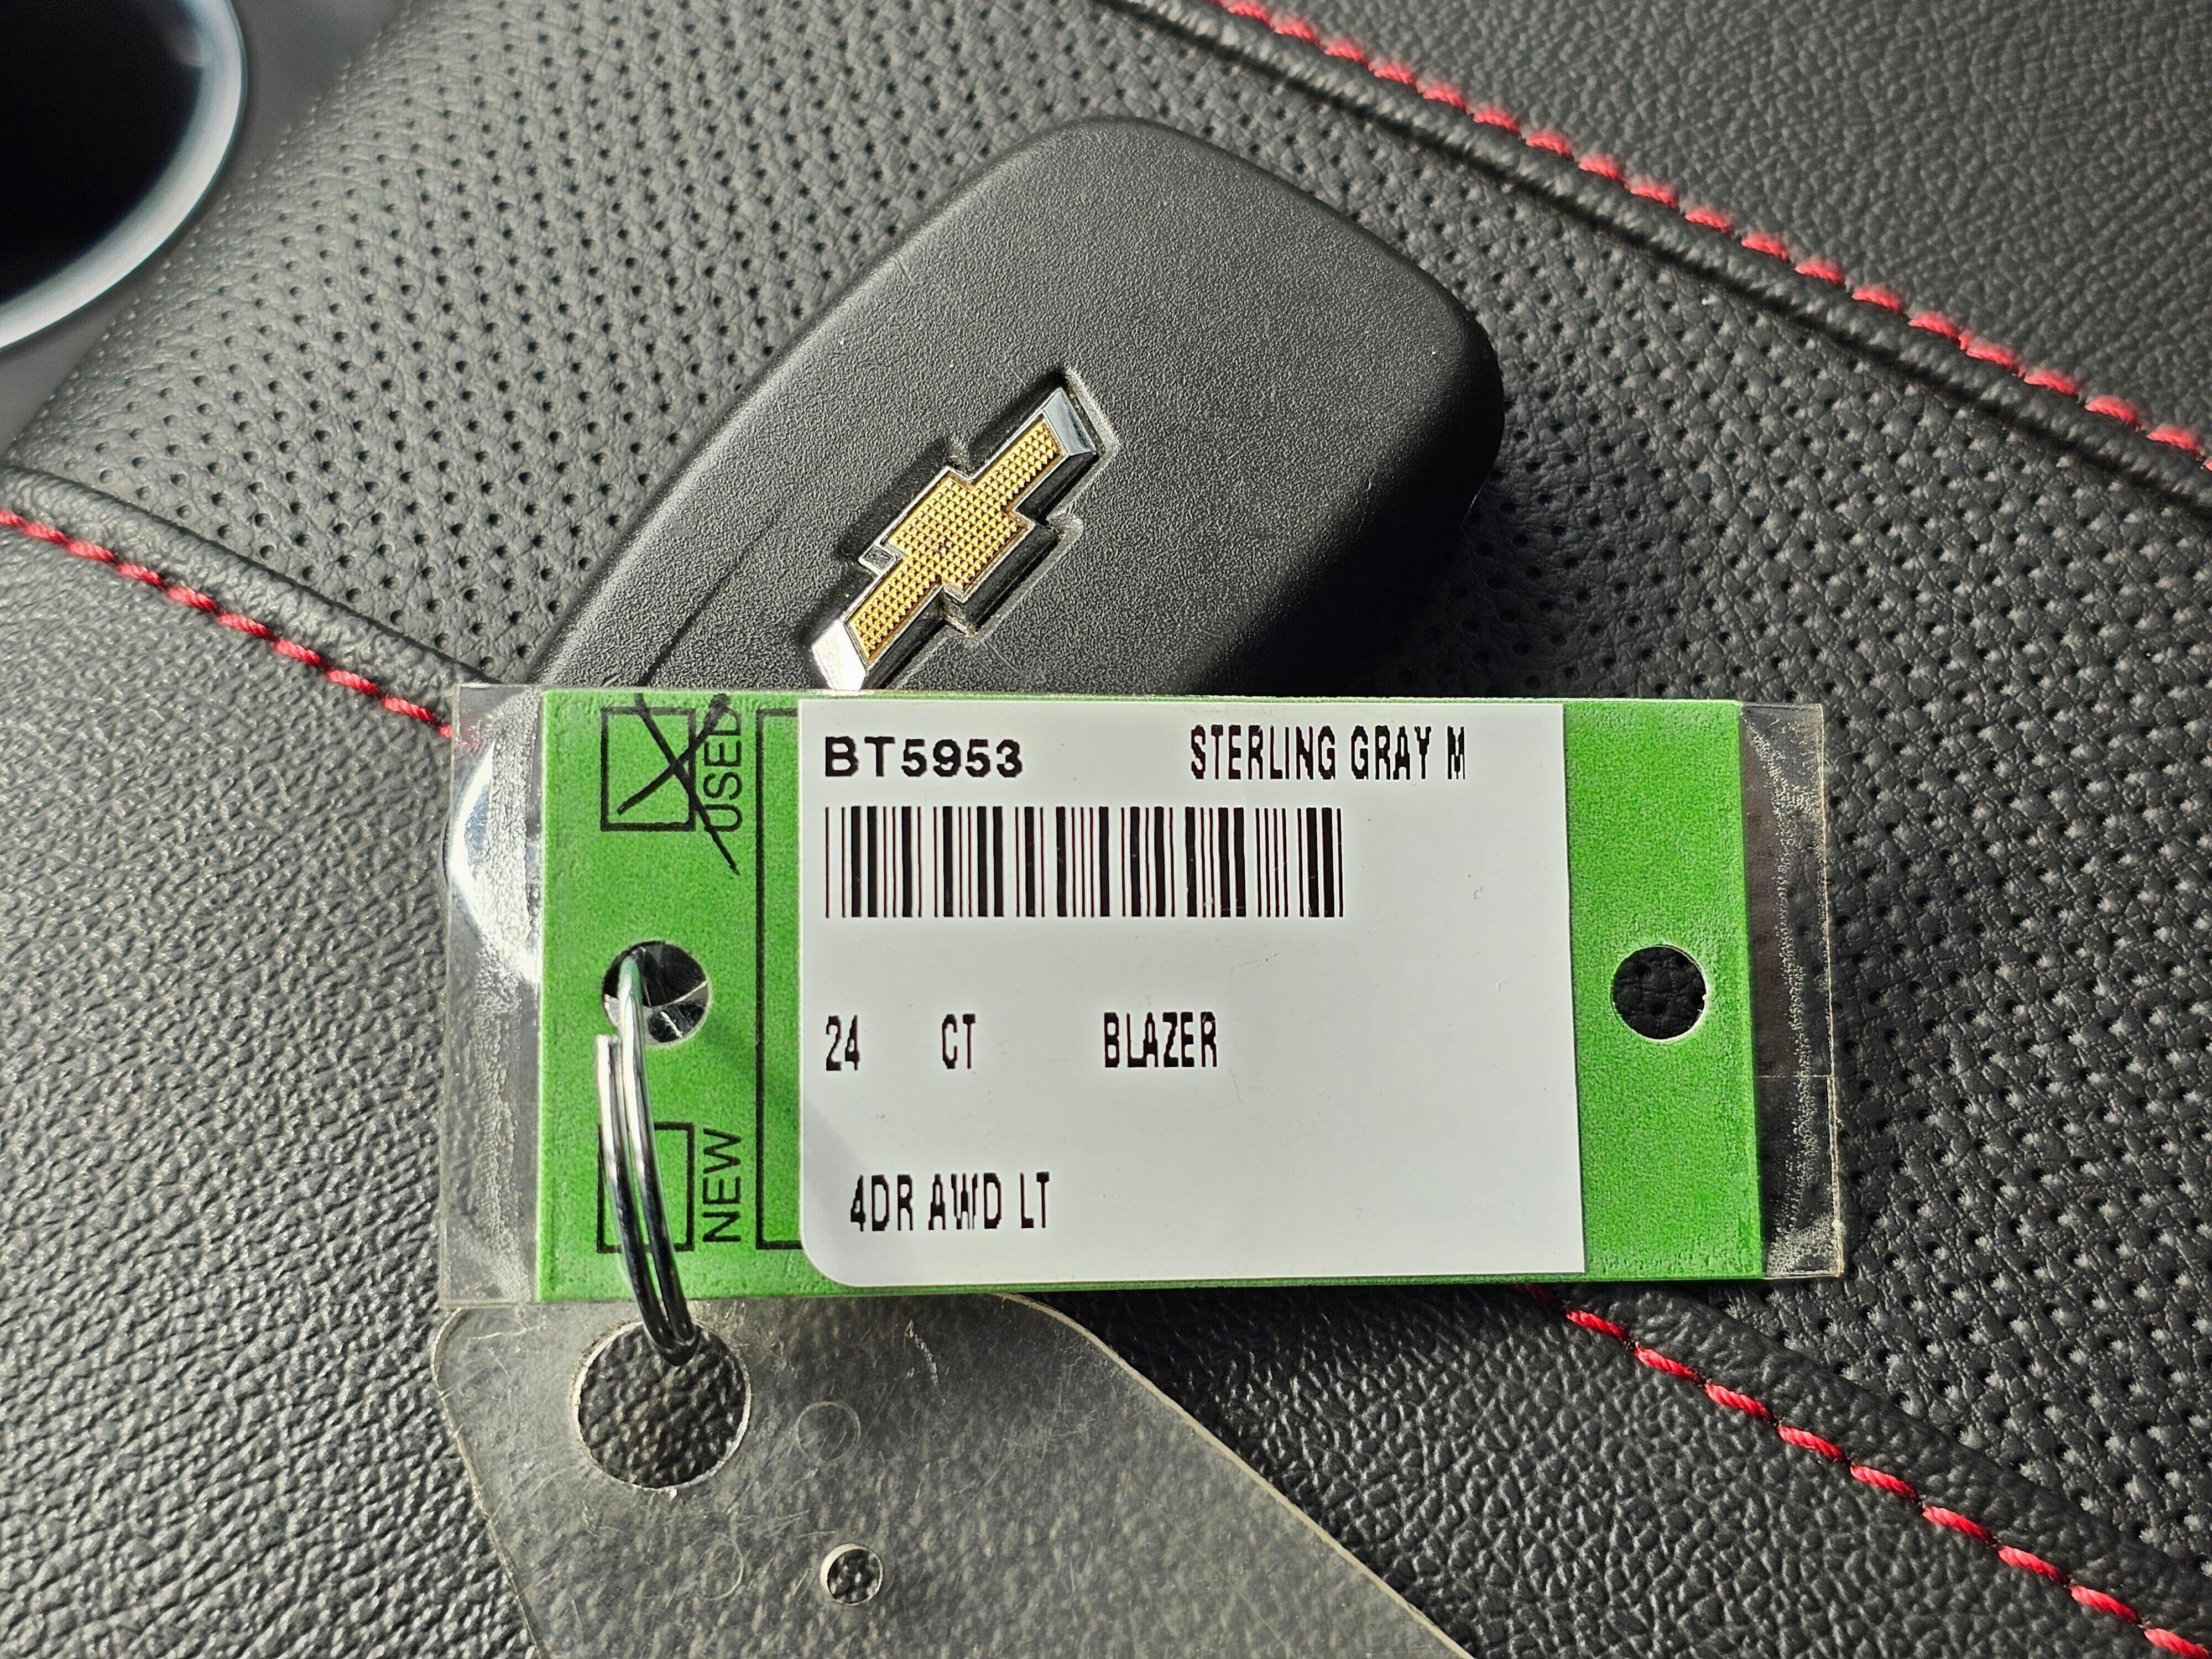 USED
NEW
BT5953 STERLING GRAY M
24 CT BLAZER
4DR AWD LT